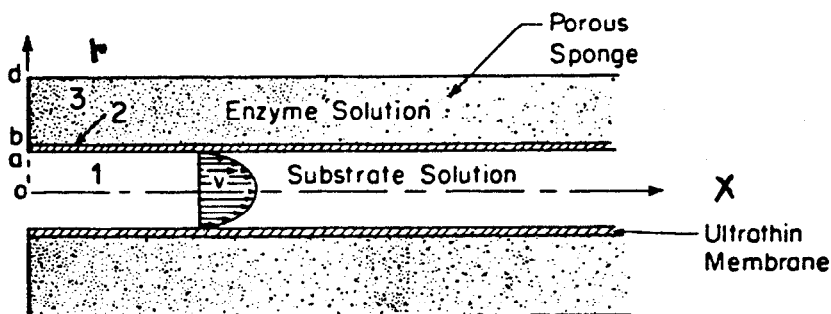 Porous
Sponge
r
d
3
2
Enzyme Solution
b
a
1
v
Substrate Solution
o
X
Ultrathin
Membrane